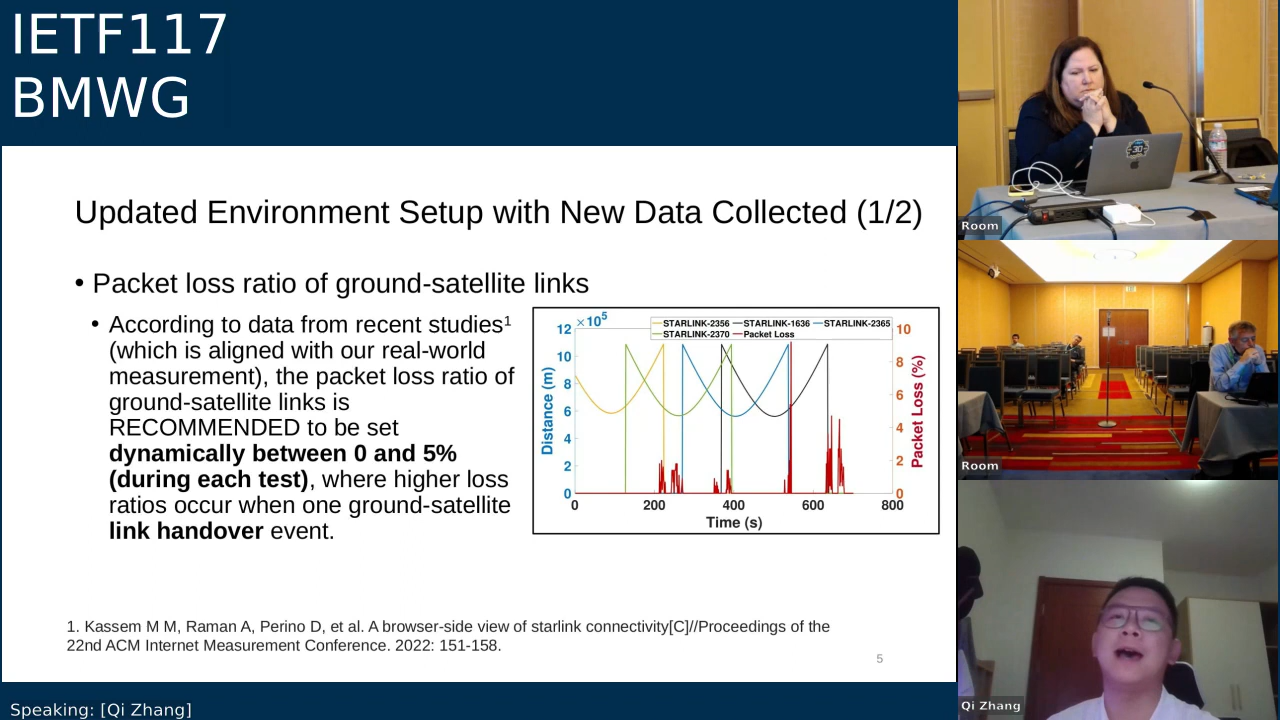 IETF117
BMWG
Updated Environment Setup with New Data Collected (1/2)
• Packet loss ratio of ground-satellite links
• According to data from recent studies¹
(which is aligned with our real-world
measurement), the packet loss ratio of
ground-satellite links is
RECOMMENDED to be set
dynamically between 0 and 5%
(during each test), where higher loss
ratios occur when one ground-satellite
link handover event.
×10⁵
STARLINK-2356 STARLINK-1636 STARLINK-2365
STARLINK-2370 Packet Loss
12
10
8
6
4
2
0
Distance (m)
10
8
6
4
2
0
Packet Loss (%)
0 200 400 600 800
Time (s)
1. Kassem M M, Raman A, Perino D, et al. A browser-side view of starlink connectivity[C]//Proceedings of the
22nd ACM Internet Measurement Conference. 2022: 151-158.
5
Speaking: [Qi Zhang]
30
Room
Room
Qi Zhang